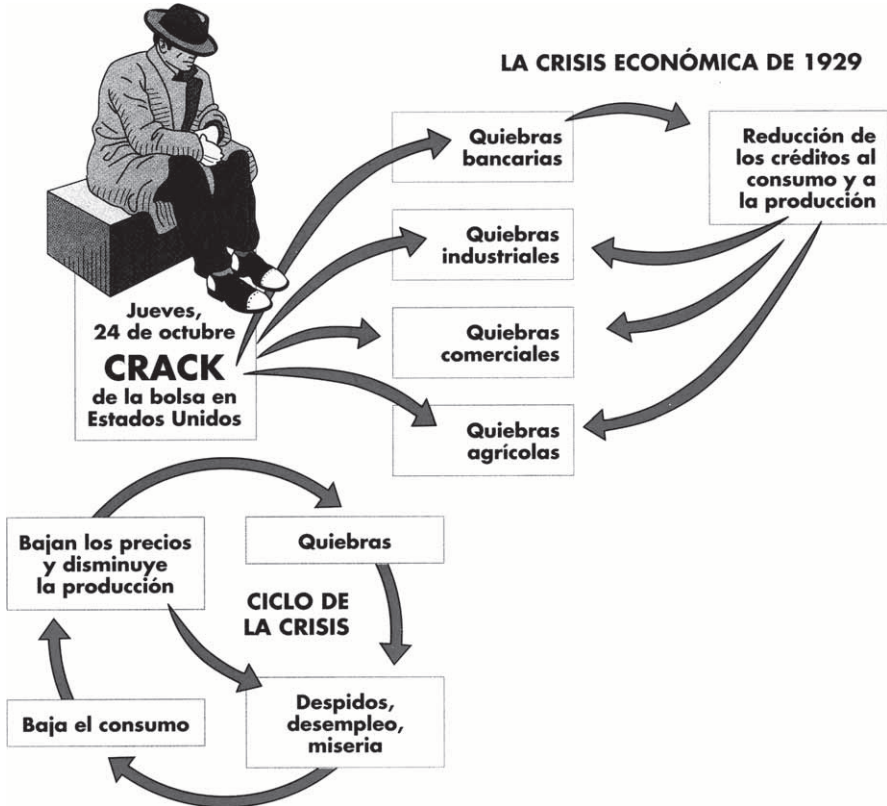 LA CRISIS ECONÓMICA DE 1929
Quiebras
bancarias
Reducción de
los créditos al
consumo y a
la producción
Quiebras
industriales
Quiebras
comerciales
Quiebras
agrícolas
Jueves,
24 de octubre
CRACK
de la bolsa en
Estados Unidos
Bajan los precios
y disminuye
la producción
Quiebras
CICLO DE
LA CRISIS
Despidos,
desempleo,
miseria
Baja el consumo